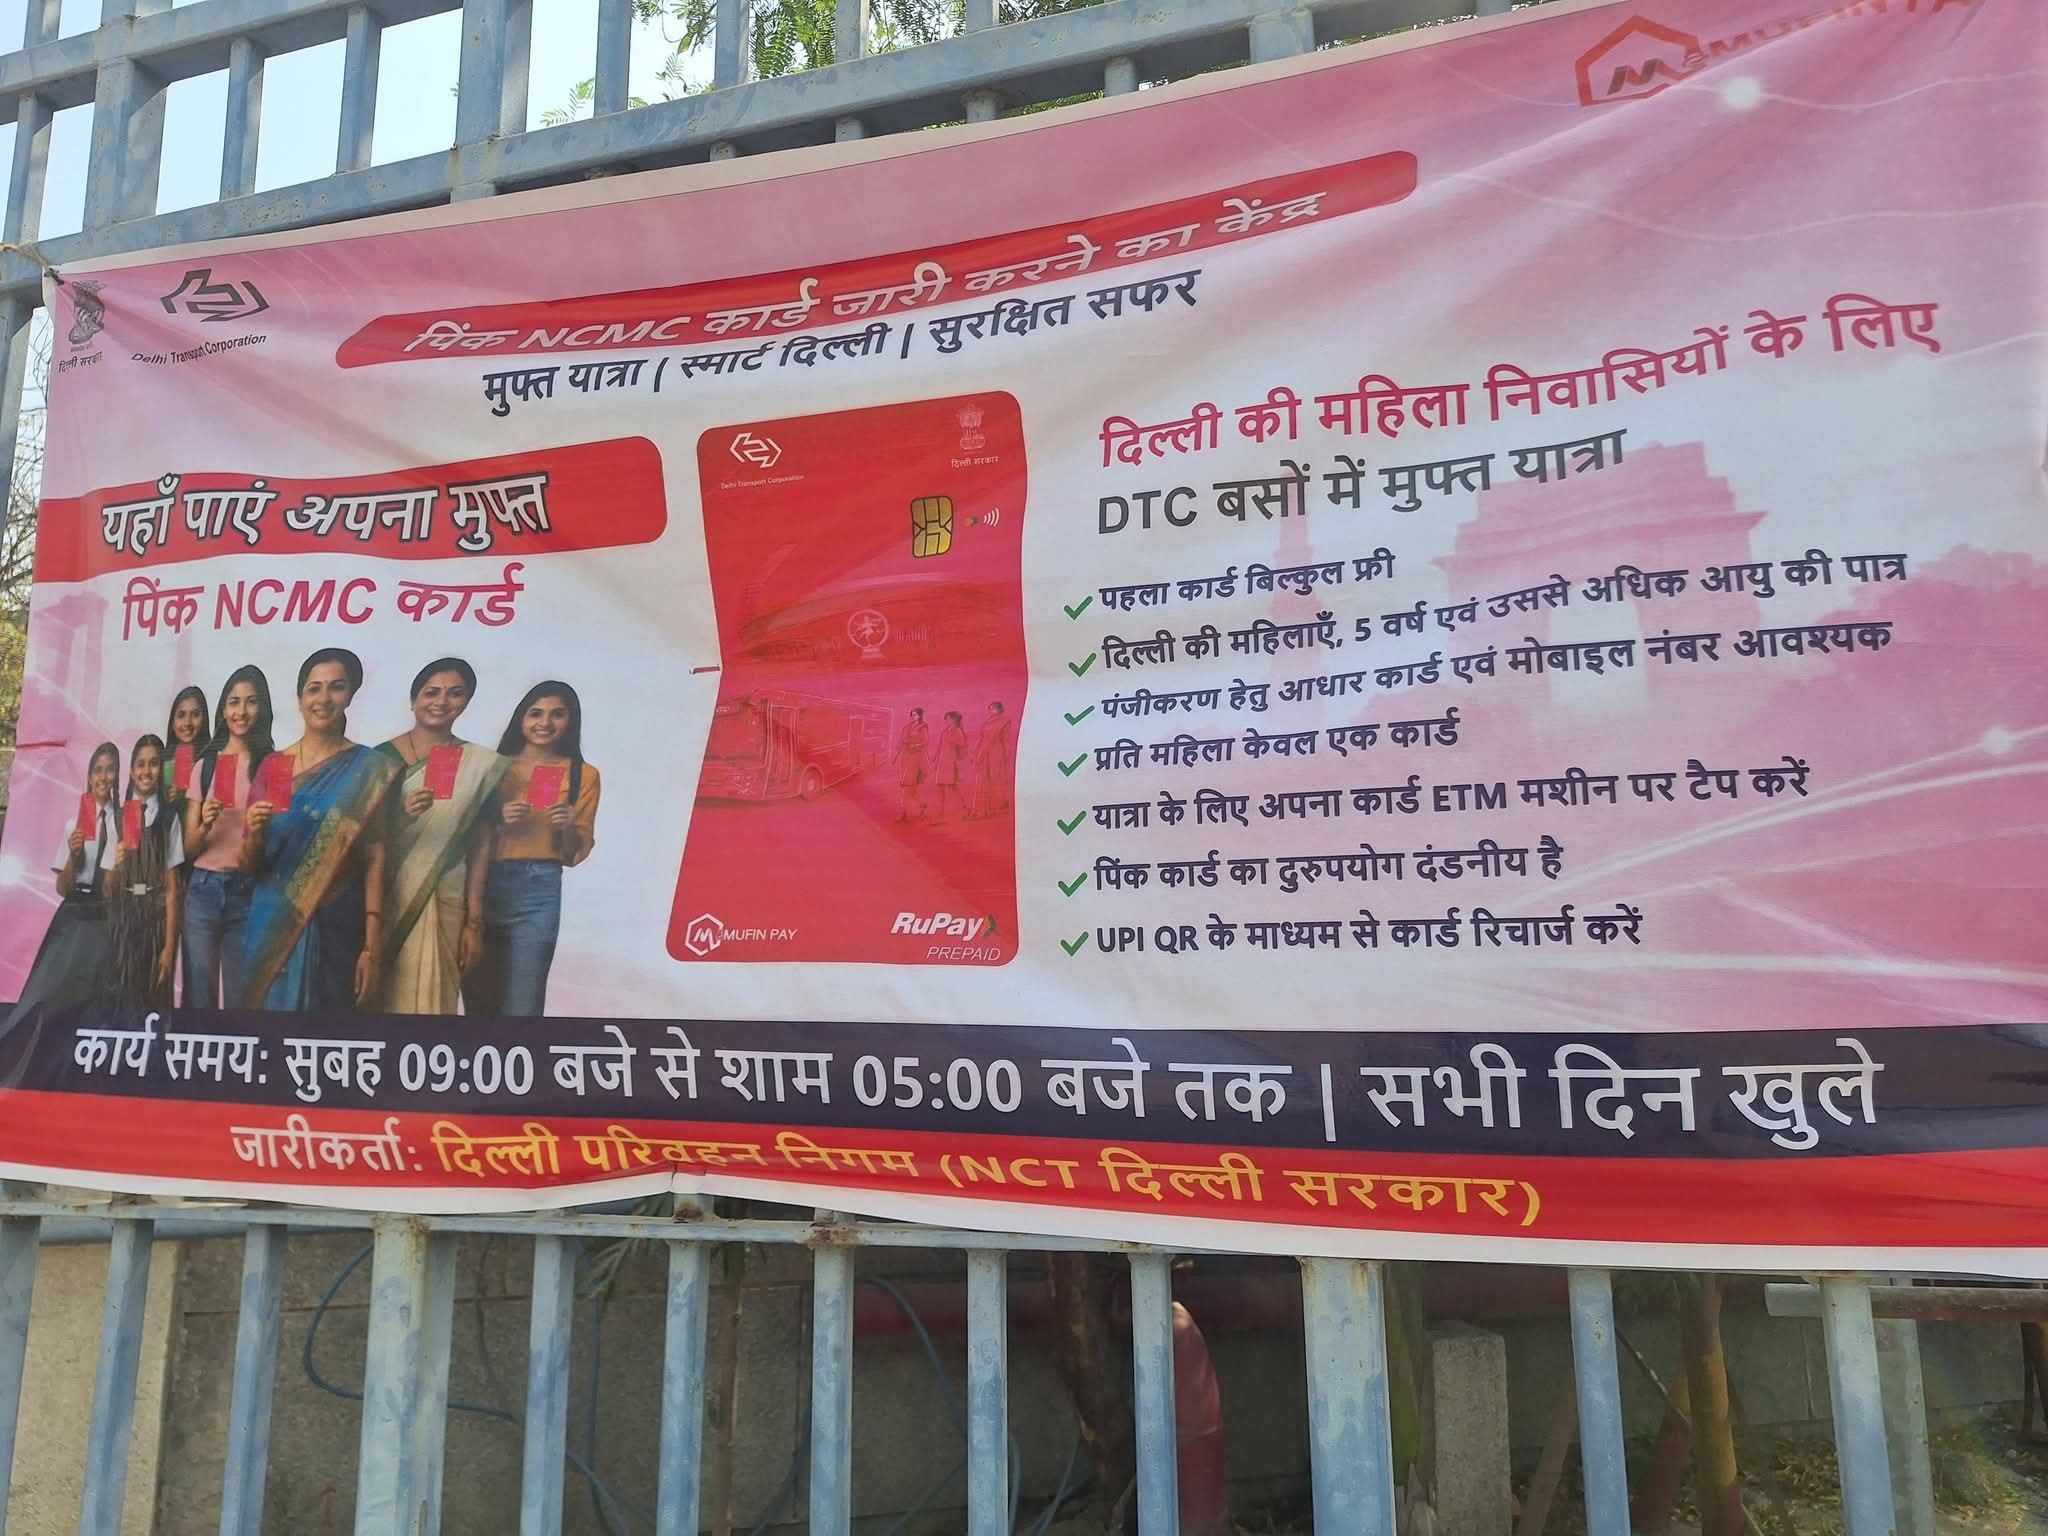 MUFIN PA
दिल्ली सरकार
Delhi Transport Corporation
पिंक NCMC कार्ड जारी करने का केंद्र
मुफ्त यात्रा | स्मार्ट दिल्ली | सुरक्षित सफर
यहाँ पाएं अपना मुफ्त
पिंक NCMC कार्ड
Delhi Transport Corporation
दिल्ली सरकार
MUFIN PAY
RuPay
PREPAID
दिल्ली की महिला निवासियों के लिए
DTC बसों में मुफ्त यात्रा
पहला कार्ड बिल्कुल फ्री
दिल्ली की महिलाएँ, 5 वर्ष एवं उससे अधिक आयु की पात्र
पंजीकरण हेतु आधार कार्ड एवं मोबाइल नंबर आवश्यक
प्रति महिला केवल एक कार्ड
यात्रा के लिए अपना कार्ड ETM मशीन पर टैप करें
पिंक कार्ड का दुरुपयोग दंडनीय है
UPI QR के माध्यम से कार्ड रिचार्ज करें
कार्य समय: सुबह 09:00 बजे से शाम 05:00 बजे तक | सभी दिन खुले
जारीकर्ता: दिल्ली परिवहन निगम (NCT दिल्ली सरकार)